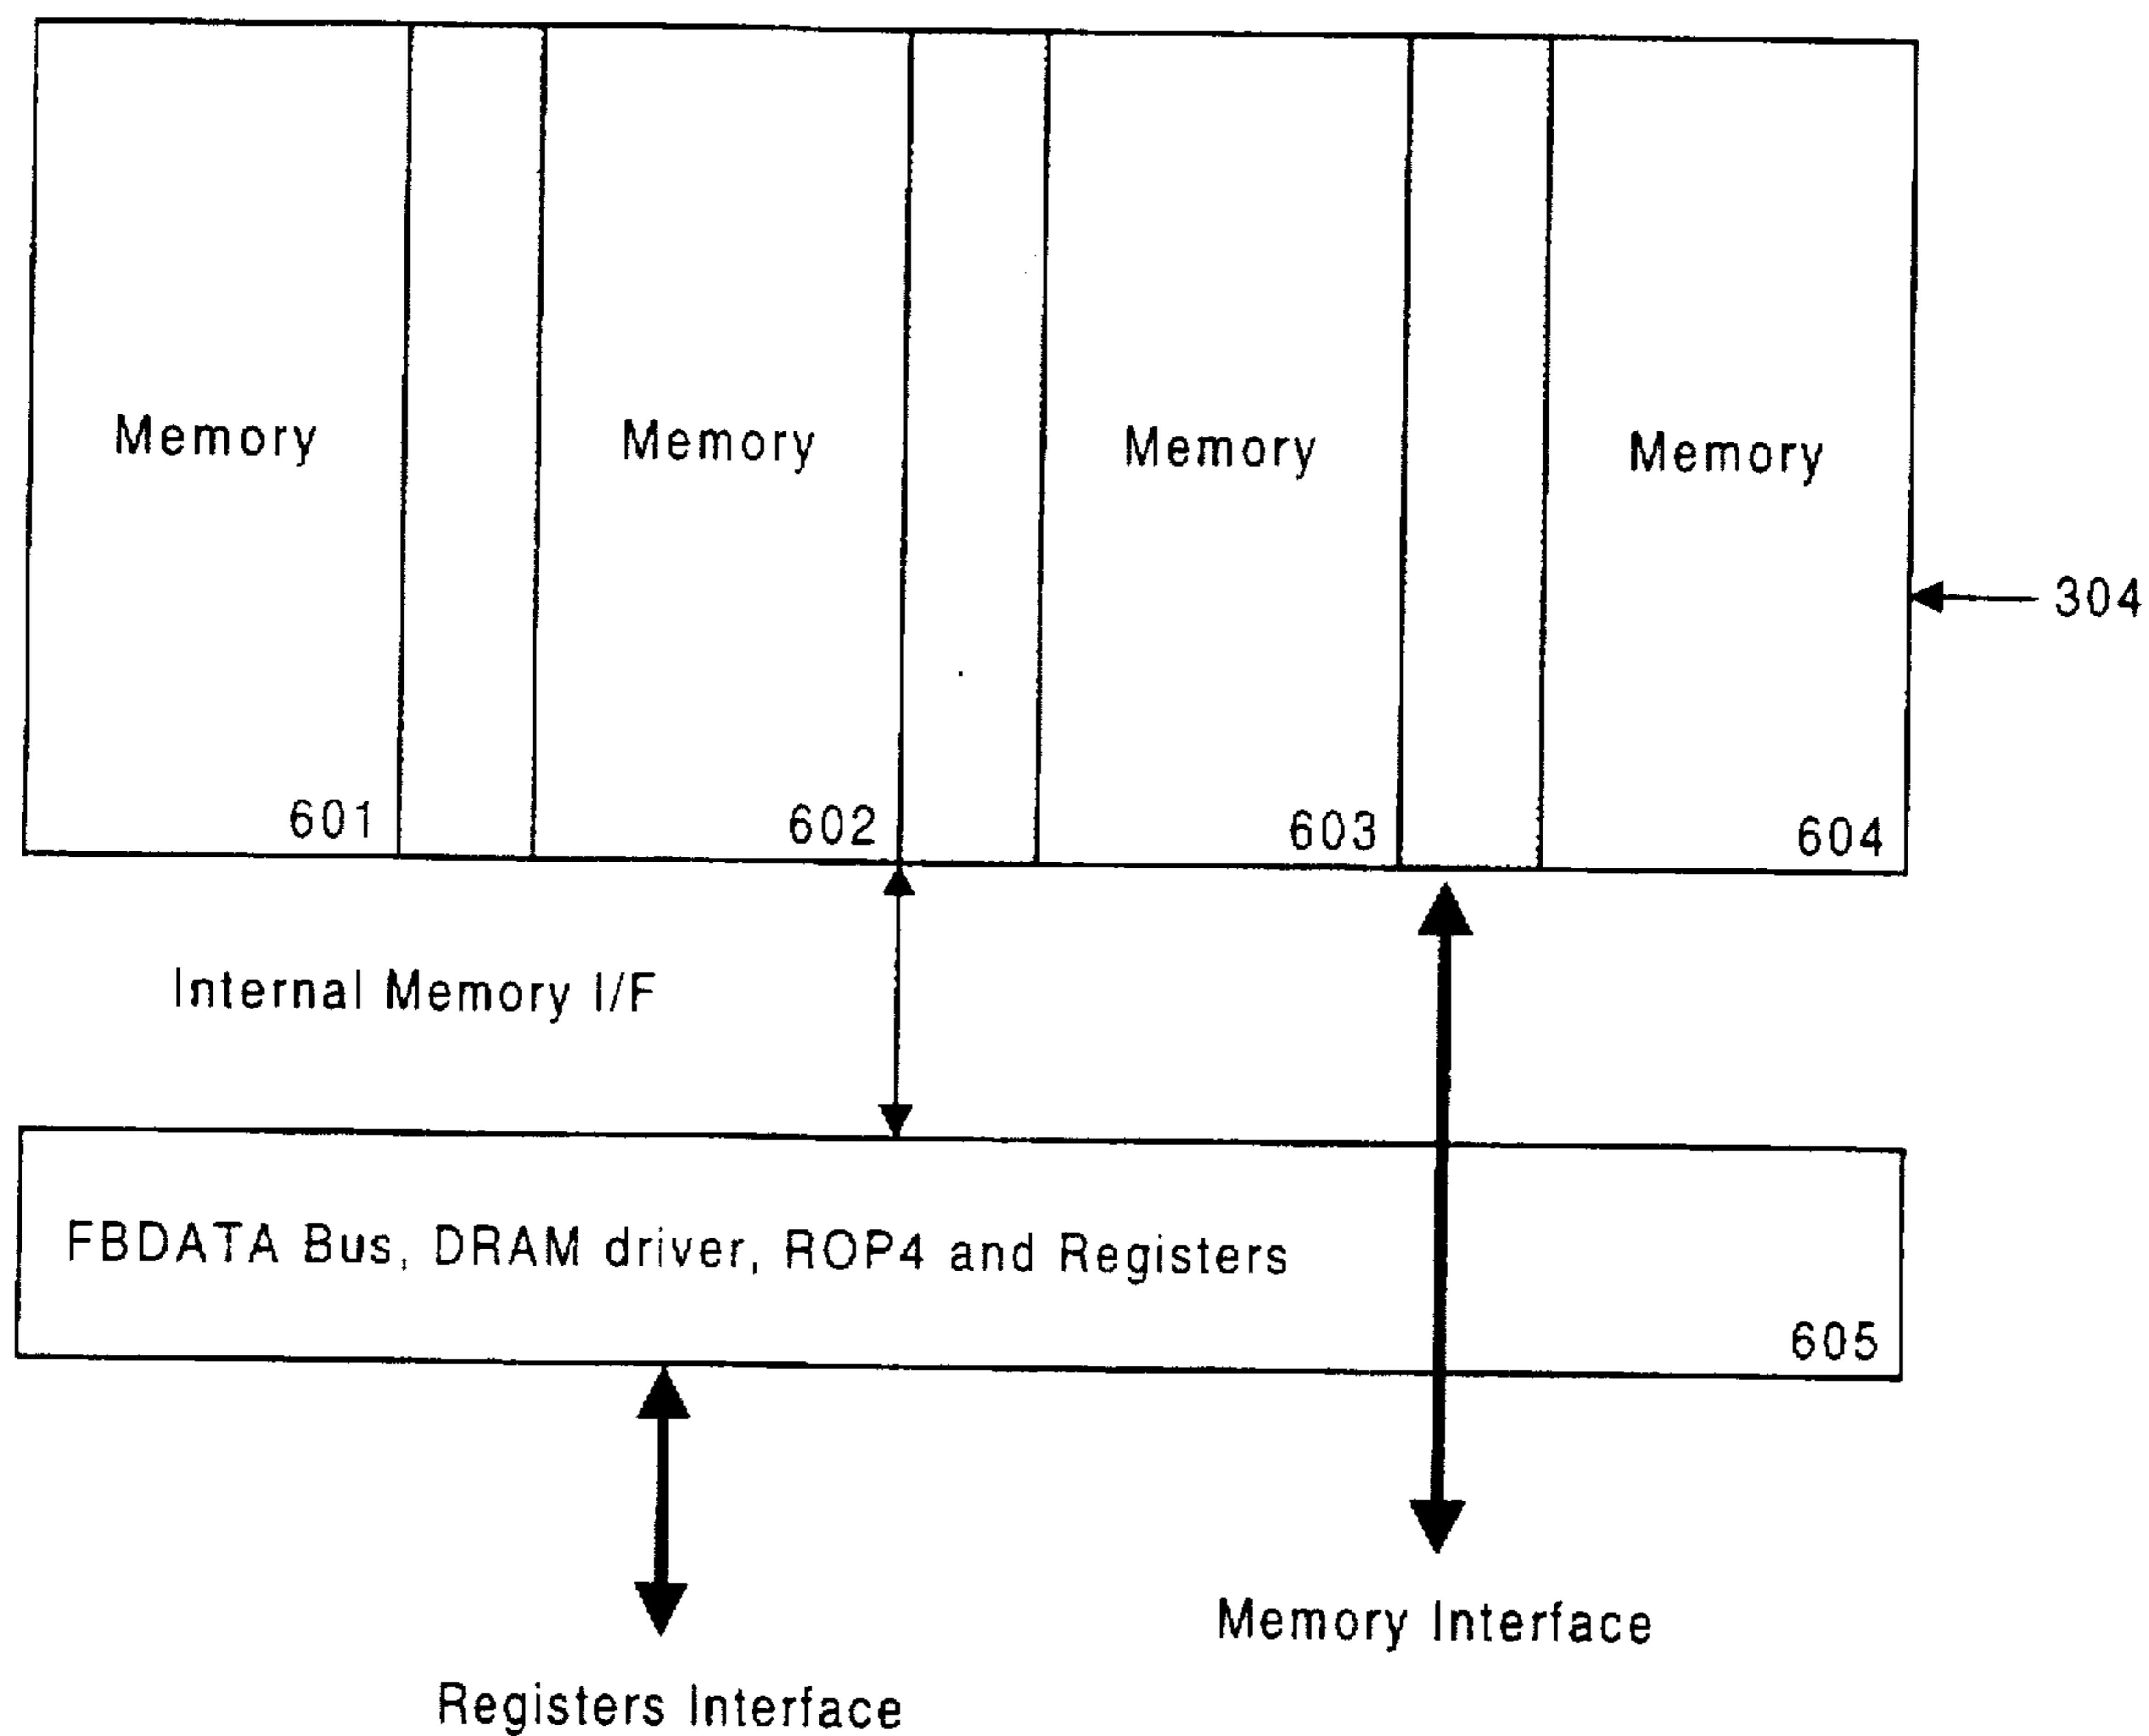 Memory
Memory
Memory
Memory
304
601
602
603
604
Internal Memory I/F
FBDATA Bus, DRAM driver, ROP4 and Registers
605
Memory Interface
Registers Interface